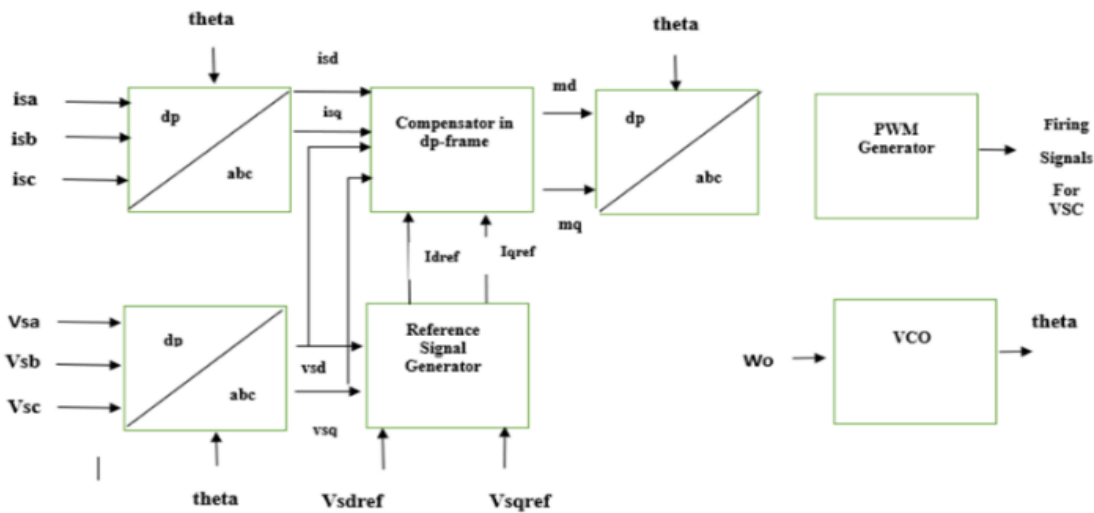 theta
theta
isd
isa
isb
isc
dp
abc
isq
Compensator in
dp-frame
md
mq
dp
abc
PWM
Generator
Firing
Signals
For
VSC
Idref
Iqref
Vsa
Vsb
Vsc
dp
abc
vsd
vsq
Reference
Signal
Generator
Wo
VCO
theta
theta
Vsdref
Vsqref